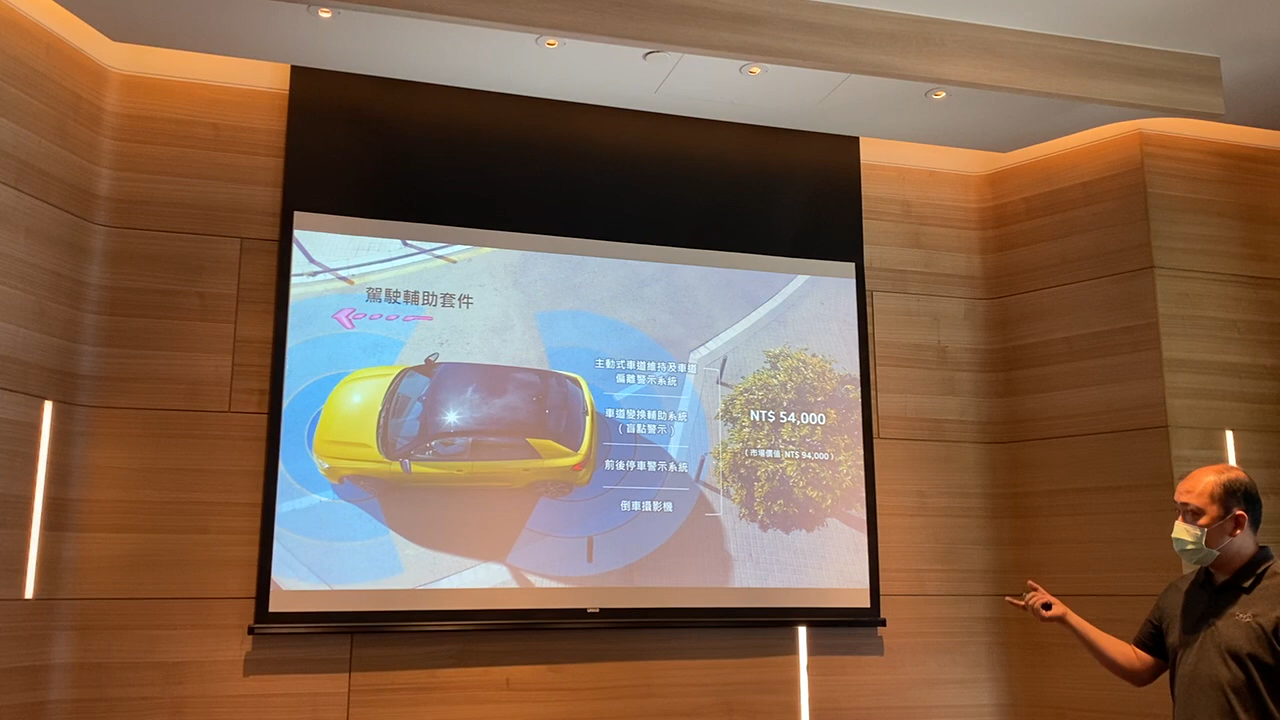 駕駛輔助套件
主動式車道維持及車道
偏離警示系統
車道變換輔助系統
(盲點警示)
前後停車警示系統
倒車攝影機
NT$ 54,000
(市場價值 NT$ 94,000)